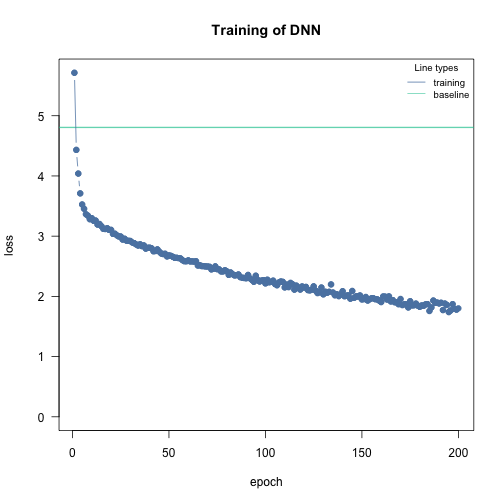 Training of DNN
Line types
training
baseline
loss
5
4
3
2
1
0
0 50 100 150 200
epoch